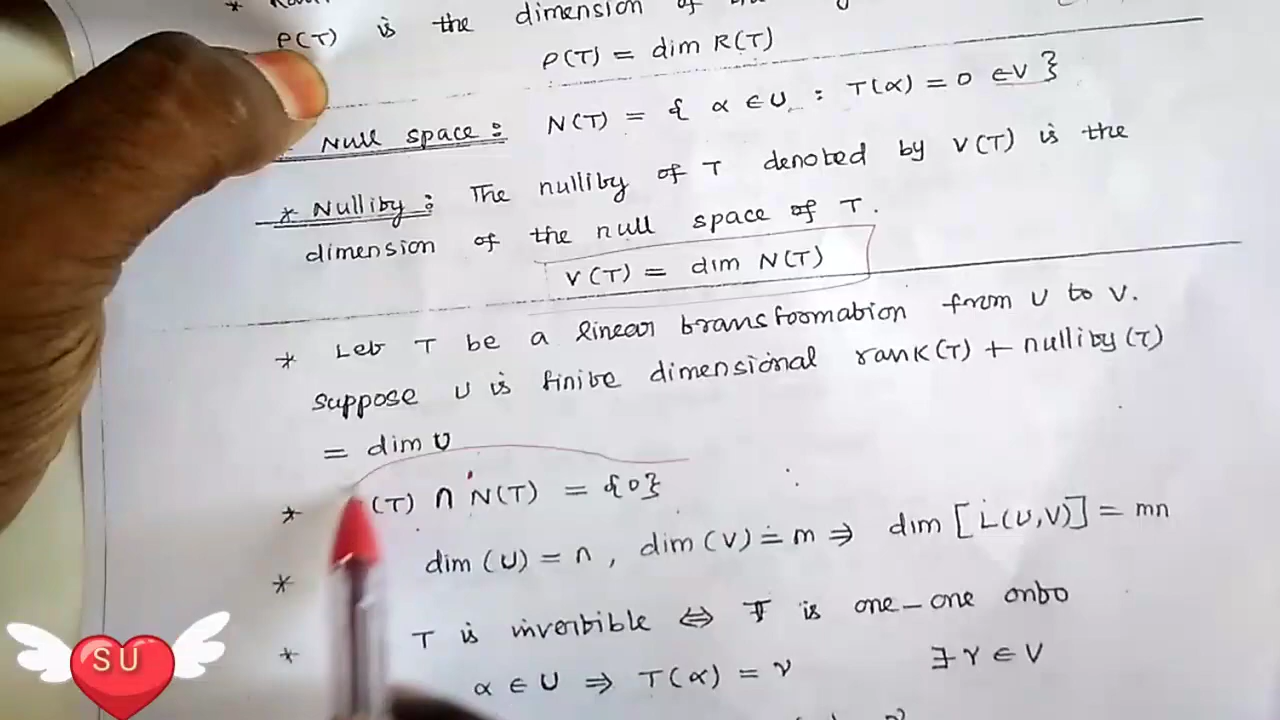 *
P(T) is the dimension of
P(T) = dim R(T)
Null space : N(T) = { α ∈ U : T(α) = 0 ∈ V }
* Nullity : The nullity of T denoted by V(T) is the
dimension of the null space of T.
V(T) = dim N(T)
* Let T be a linear transformation from U to V.
Suppose U is finite dimensional rank(T) + nullity(T)
= dim U
* (T) ∩ N(T) = {0}
* dim (U) = n, dim (V) = m ⇒ dim [L(U,V)] = mn
* T is invertible ⇔ T is one-one onto
α ∈ U ⇒ T(α) = γ ∃ γ ∈ V
SU